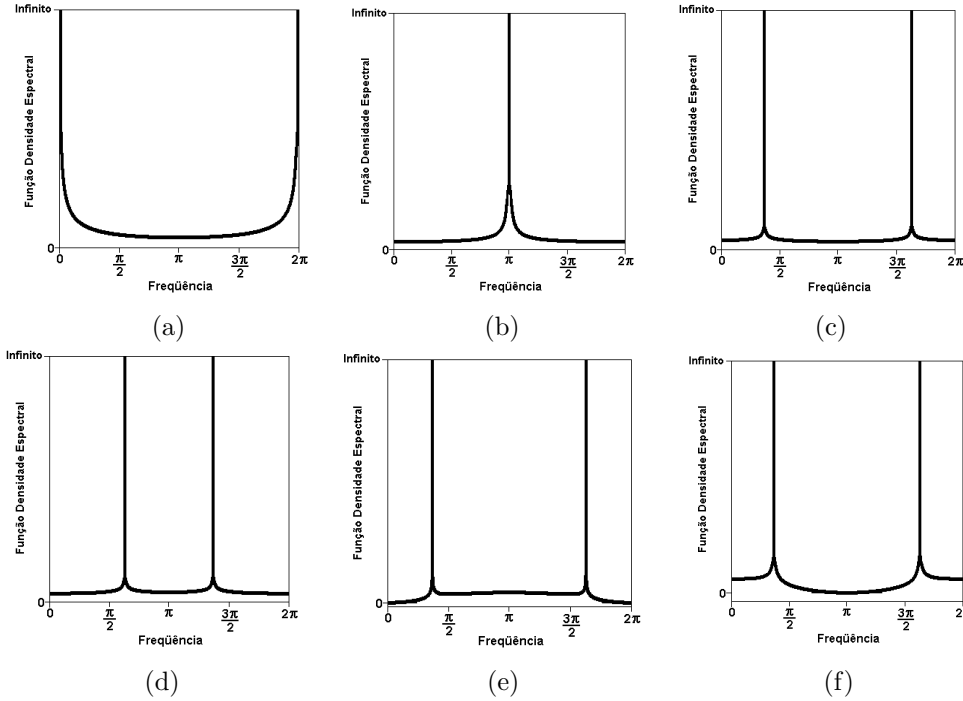 Infinito
Função Densidade Espectral
0
0 π/2 π 3π/2 2π
Freqüência
(a)
Infinito
Função Densidade Espectral
0
0 π/2 π 3π/2 2π
Freqüência
(b)
Infinito
Função Densidade Espectral
0
0 π/2 π 3π/2 2π
Freqüência
(c)
Infinito
Função Densidade Espectral
0
0 π/2 π 3π/2 2π
Freqüência
(d)
Infinito
Função Densidade Espectral
0
0 π/2 π 3π/2 2π
Freqüência
(e)
Infinito
Função Densidade Espectral
0
0 π/2 π 3π/2 2
Freqüência
(f)